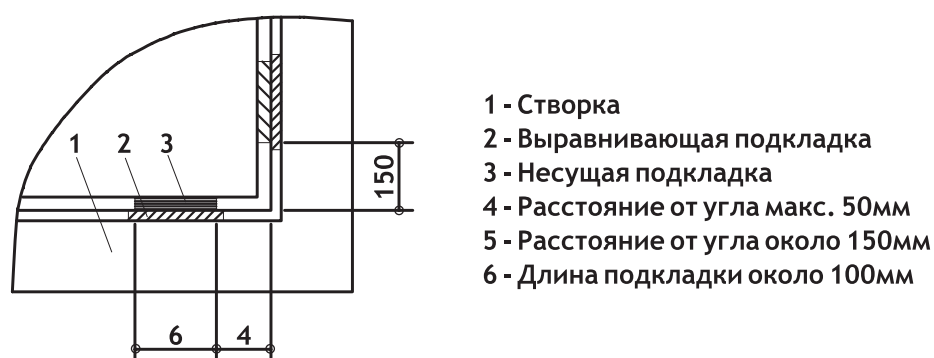 1 2 3
150
6 4
1 - Створка
2 - Выравнивающая подкладка
3 - Несущая подкладка
4 - Расстояние от угла макс. 50мм
5 - Расстояние от угла около 150мм
6 - Длина подкладки около 100мм